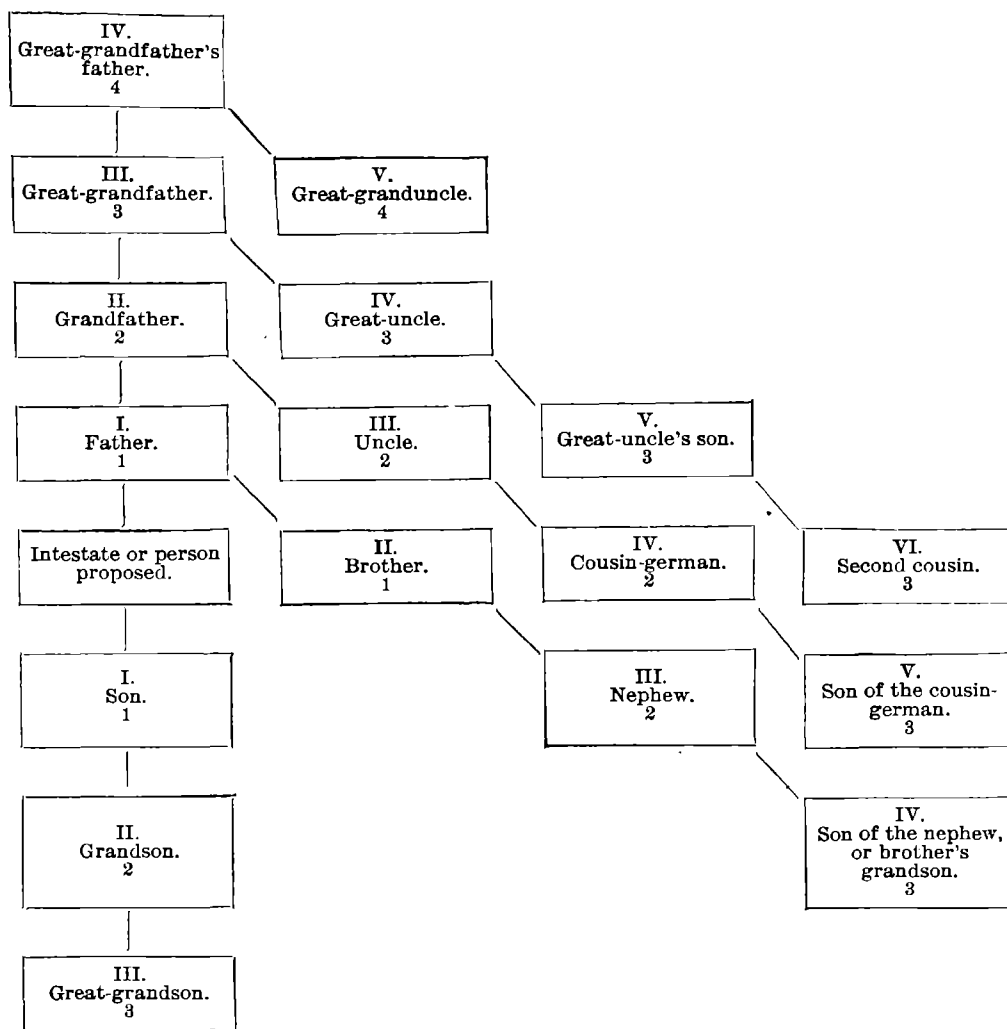 IV.
Great-grandfather's
father.
4
III.
Great-grandfather.
3
V.
Great-granduncle.
4
II.
Grandfather.
2
IV.
Great-uncle.
3
I.
Father.
1
III.
Uncle.
2
V.
Great-uncle's son.
3
Intestate or person
proposed.
II.
Brother.
1
IV.
Cousin-german.
2
VI.
Second cousin.
3
I.
Son.
1
III.
Nephew.
2
V.
Son of the cousin-
german.
3
II.
Grandson.
2
IV.
Son of the nephew,
or brother's
grandson.
3
III.
Great-grandson.
3